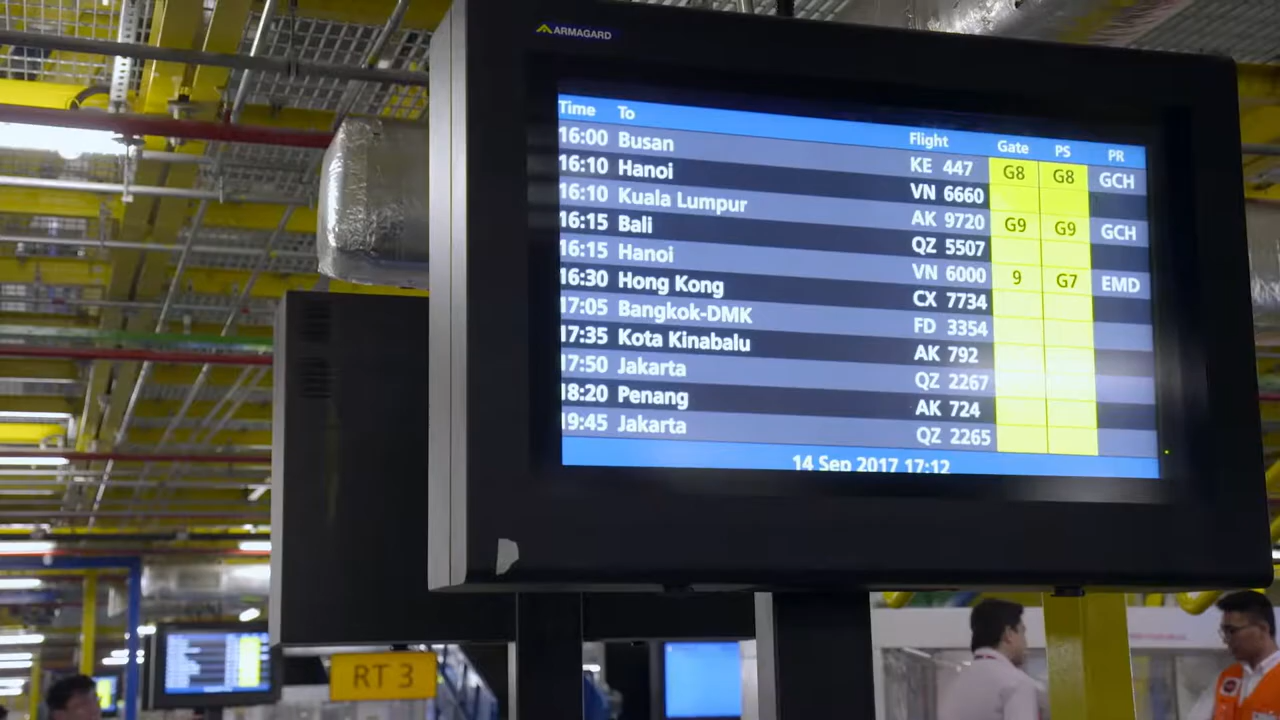 ARMAGARD
Time To Flight Gate PS PR
16:00 Busan KE 447 G8 G8 GCH
16:10 Hanoi VN 6660
16:10 Kuala Lumpur AK 9720 G9 G9 GCH
16:15 Bali QZ 5507
16:15 Hanoi VN 6000 9 G7 EMD
16:30 Hong Kong CX 7734
17:05 Bangkok-DMK FD 3354
17:35 Kota Kinabalu AK 792
17:50 Jakarta QZ 2267
18:20 Penang AK 724
19:45 Jakarta QZ 2265
14 Sep 2017 17:12
RT 3